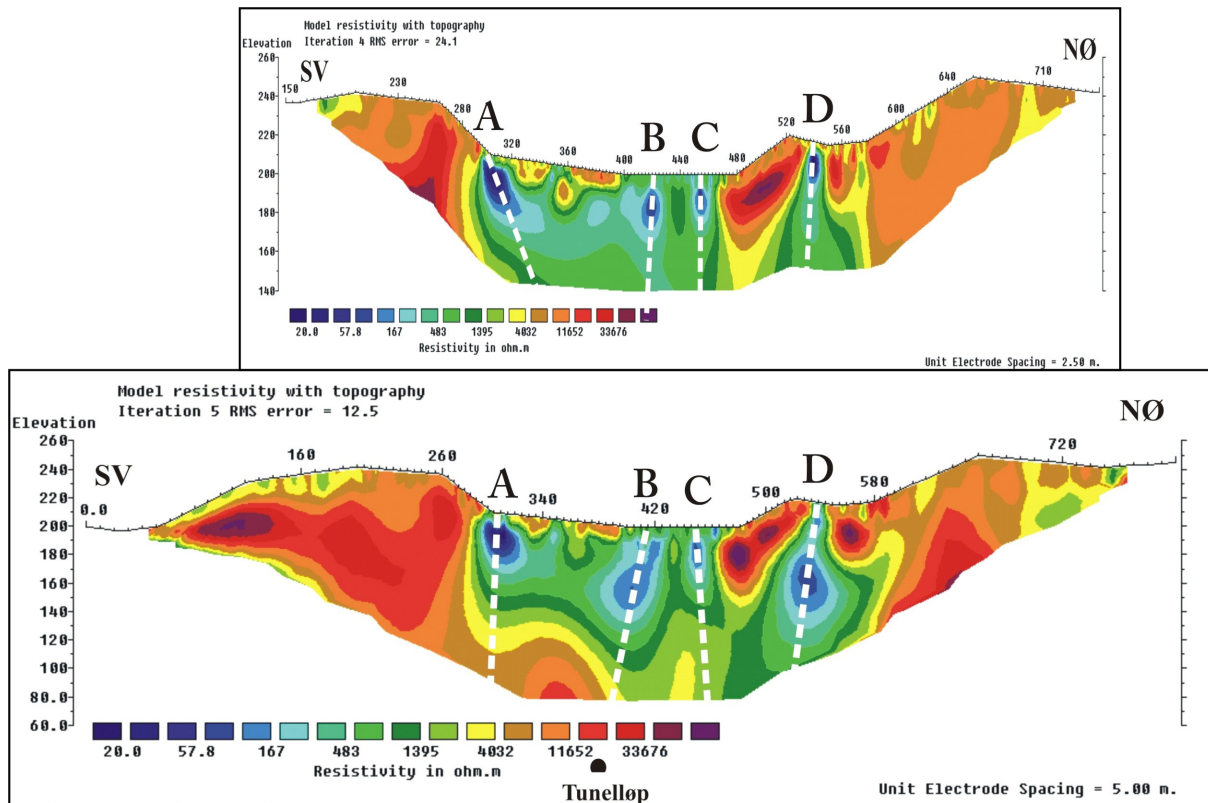 Model resistivity with topography
Iteration 4 RMS error = 24.1
Elevation
SV
NØ
260
240
220
200
180
160
140
150
230
280
320
360
400
440
480
520
560
600
640
710
A
B
C
D
20.0 57.8 167 483 1395 4032 11652 33676
Resistivity in ohm.m
Unit Electrode Spacing = 2.50 m.
Model resistivity with topography
Iteration 5 RMS error = 12.5
Elevation
SV
NØ
260
240
220
200
180
160
140
120
100
80.0
60.0
0.0
160
260
340
420
500
580
720
A
B
C
D
20.0 57.8 167 483 1395 4032 11652 33676
Resistivity in ohm.m
Unit Electrode Spacing = 5.00 m.
Tunelløp